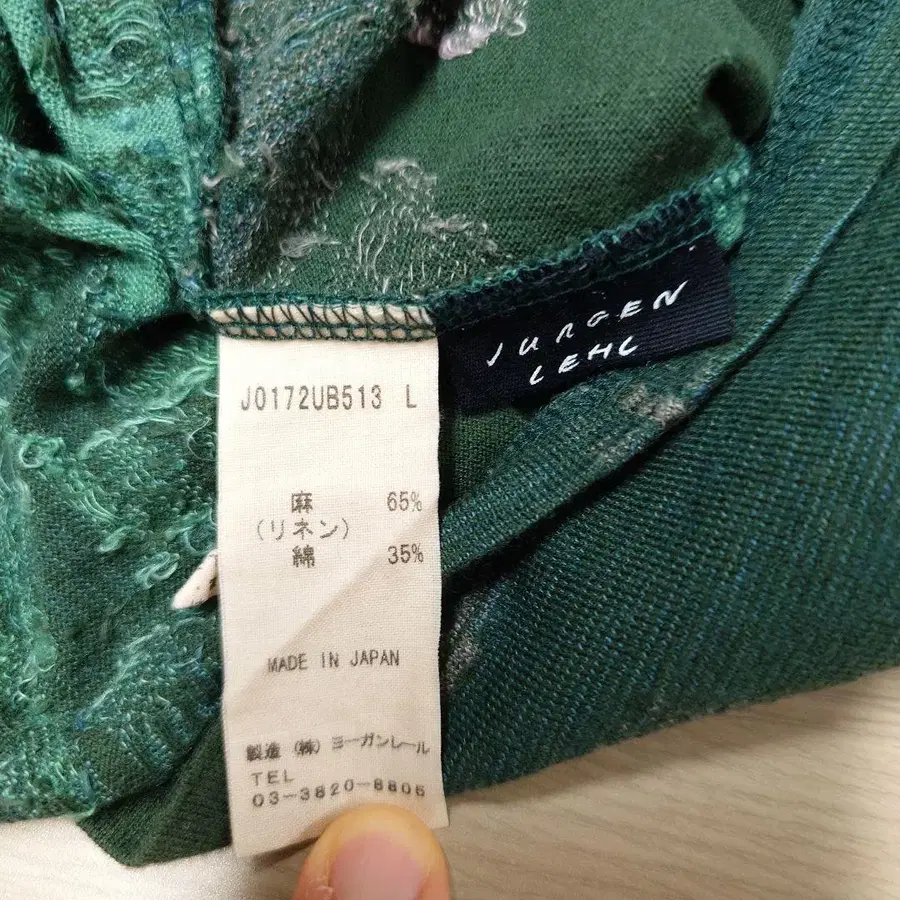 JURGEN
LEHL
J0172UB513 L
麻 65%
(リネン)
綿 35%
MADE IN JAPAN
製造 (株) ヨーガンレール
TEL
03-3820-8805